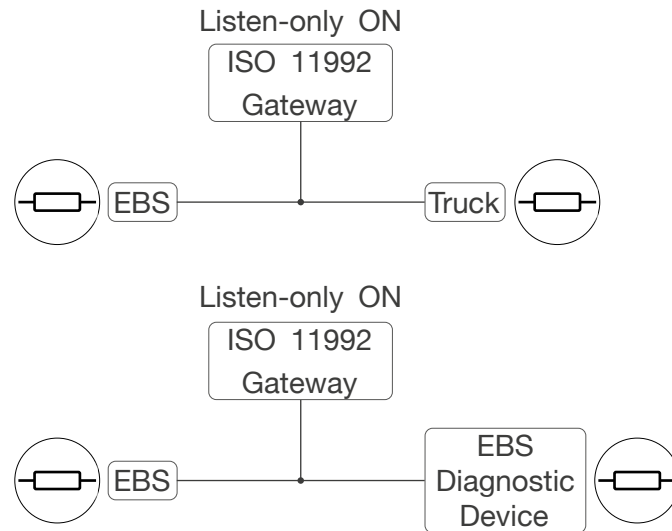 Listen-only ON
ISO 11992
Gateway
EBS
Truck
Listen-only ON
ISO 11992
Gateway
EBS
EBS
Diagnostic
Device